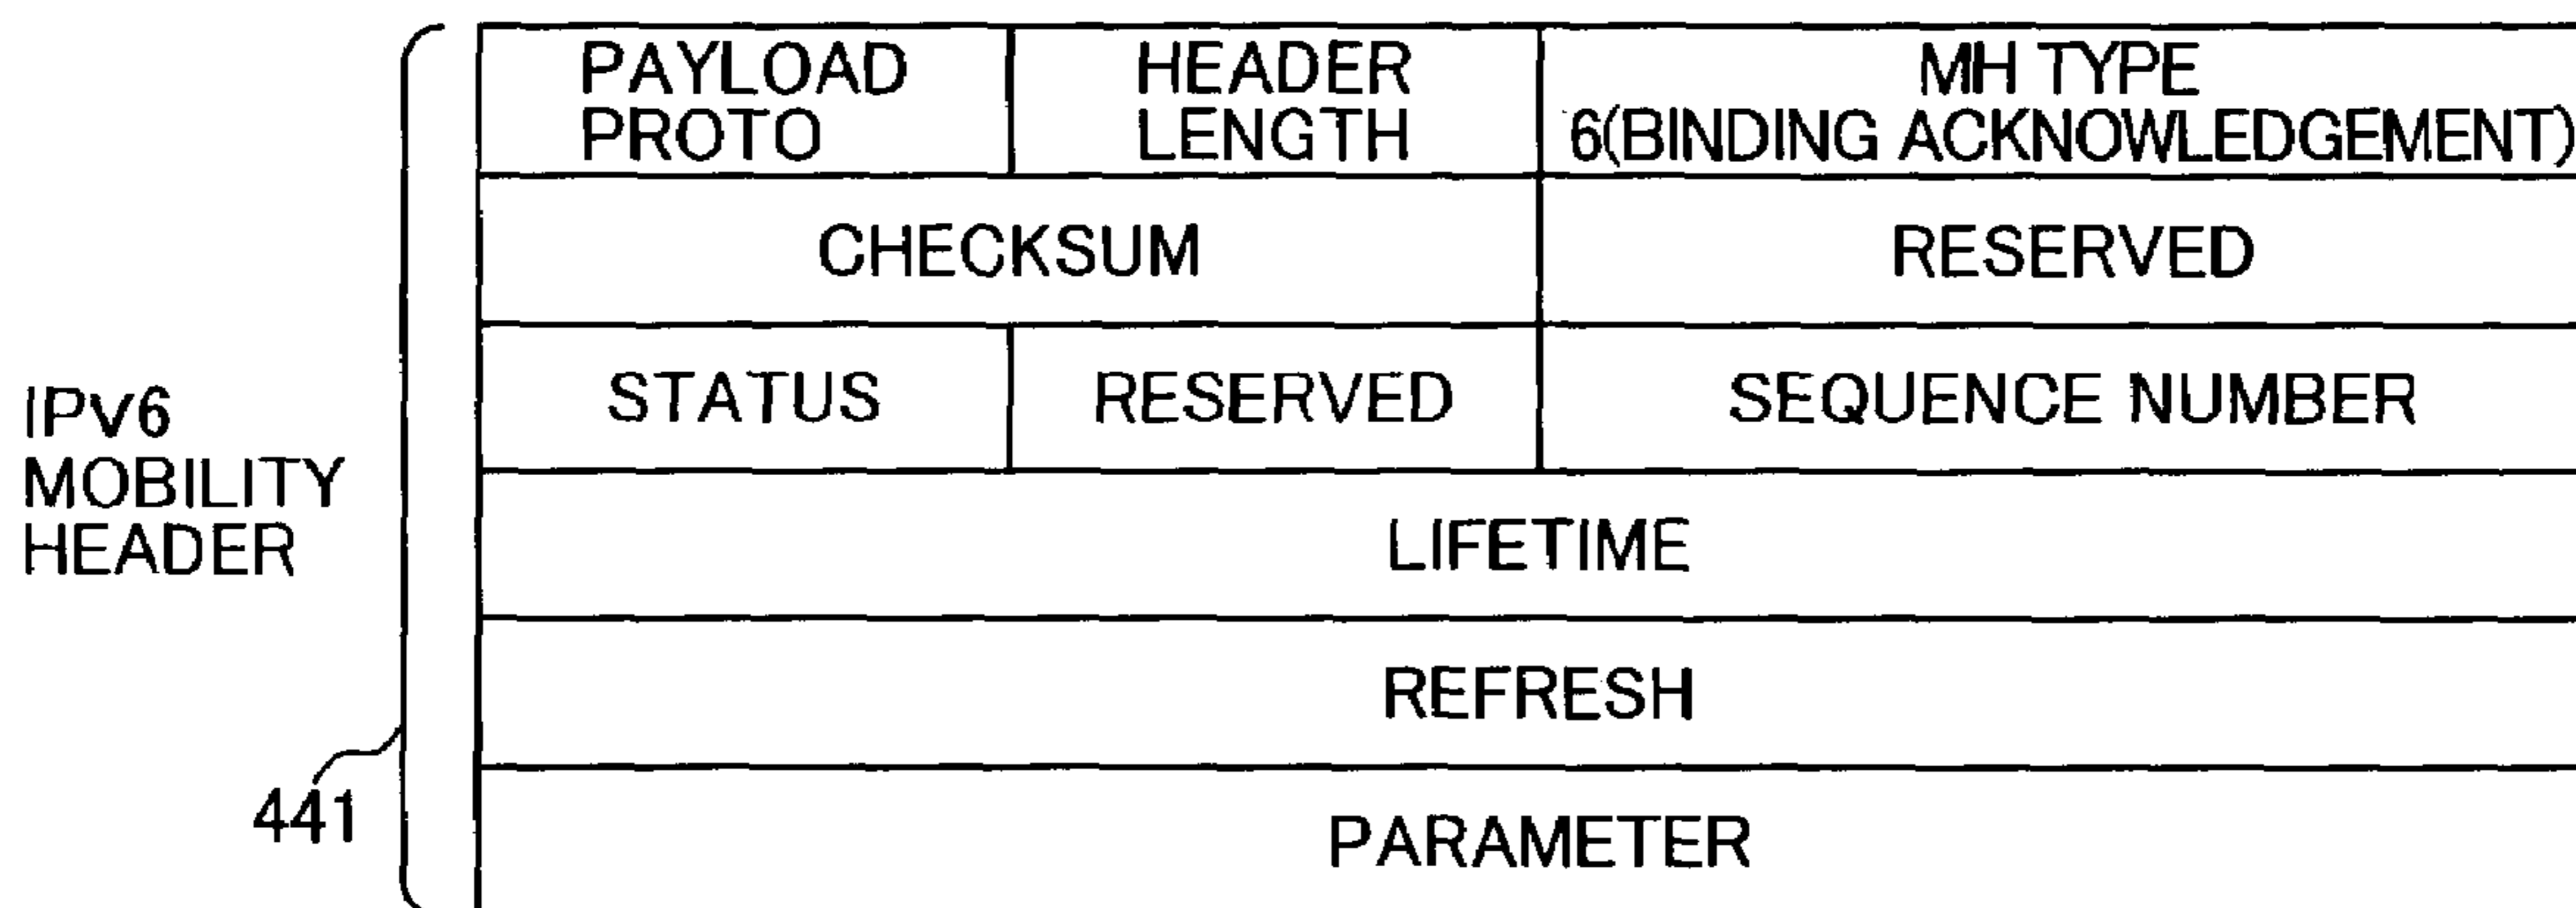 PAYLOAD
PROTO
HEADER
LENGTH
MH TYPE
6(BINDING ACKNOWLEDGEMENT)
CHECKSUM
RESERVED
STATUS
RESERVED
SEQUENCE NUMBER
IPv6
MOBILITY
HEADER
LIFETIME
REFRESH
441
PARAMETER